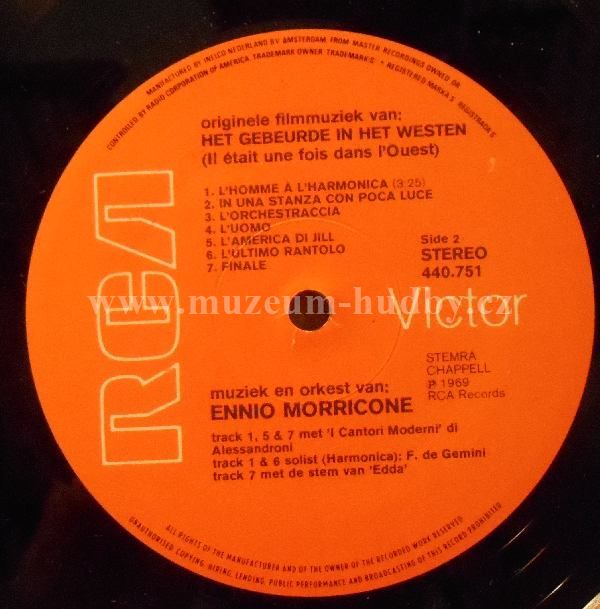 MANUFACTURED BY INELCO NEDERLAND BV AMSTERDAM FROM MASTER RECORDINGS OWNED OR
CONTROLLED BY RADIO CORPORATION OF AMERICA. TRADEMARK OWNER. TRADEMARK-S. * REGISTERED MARKA-S. REGISTRADA-S
originele filmmuziek van:
HET GEBEURDE IN HET WESTEN
(Il était une fois dans l'Ouest)
1. L'HOMME À L'HARMONICA (3:25)
2. IN UNA STANZA CON POCA LUCE
3. L'ORCHESTRACCIA
4. L'UOMO
5. L'AMERICA DI JILL
6. L'ÚLTIMO RANTOLO
7. FINALE
Side 2
STEREO
440.751
RCA
www.muzeum-hudby.cz
Victor
STEMRA
CHAPPELL
℗ 1969
RCA Records
muziek en orkest van:
ENNIO MORRICONE
track 1, 5 & 7 met 'I Cantori Moderni' di
Alessandroni
track 1 & 6 solist (Harmonica): F. de Gemini
track 7 met de stem van 'Edda'
ALL RIGHTS OF THE MANUFACTURER AND OF THE OWNER OF THE RECORDED WORK RESERVED
UNAUTHORISED COPYING, HIRING, LENDING, PUBLIC PERFORMANCE AND BROADCASTING OF THIS RECORD PROHIBITED